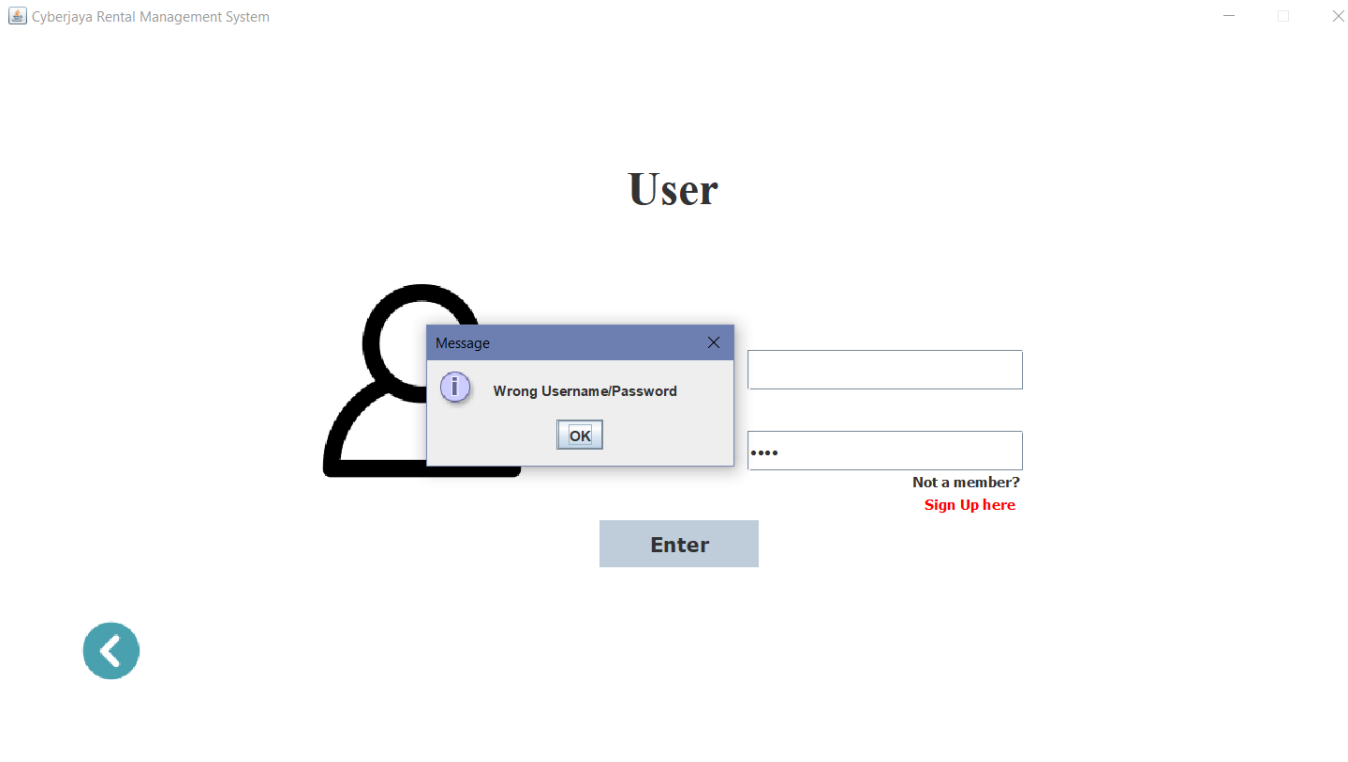 Cyberjaya Rental Management System
User
Message
Wrong Username/Password
OK
••••
Not a member?
Sign Up here
Enter